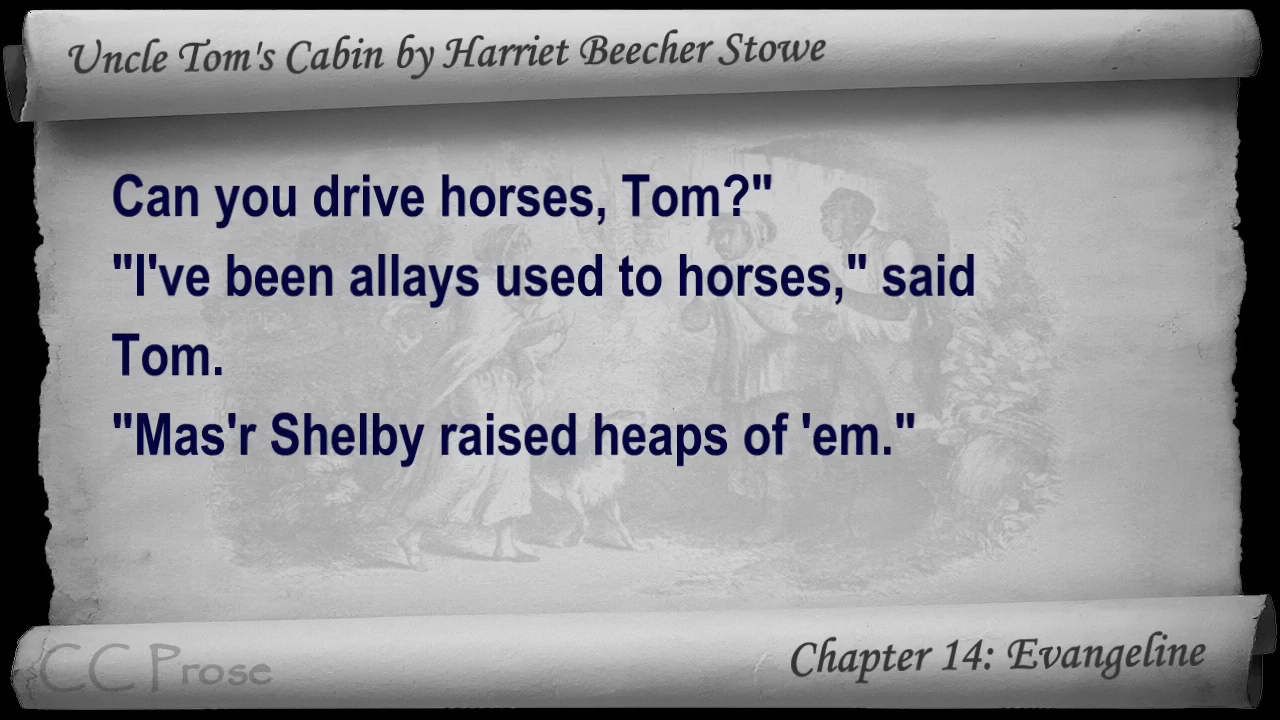 Uncle Tom's Cabin by Harriet Beecher Stowe
Can you drive horses, Tom?"
"I've been allays used to horses," said
Tom.
"Mas'r Shelby raised heaps of 'em."
CC Prose
Chapter 14: Evangeline